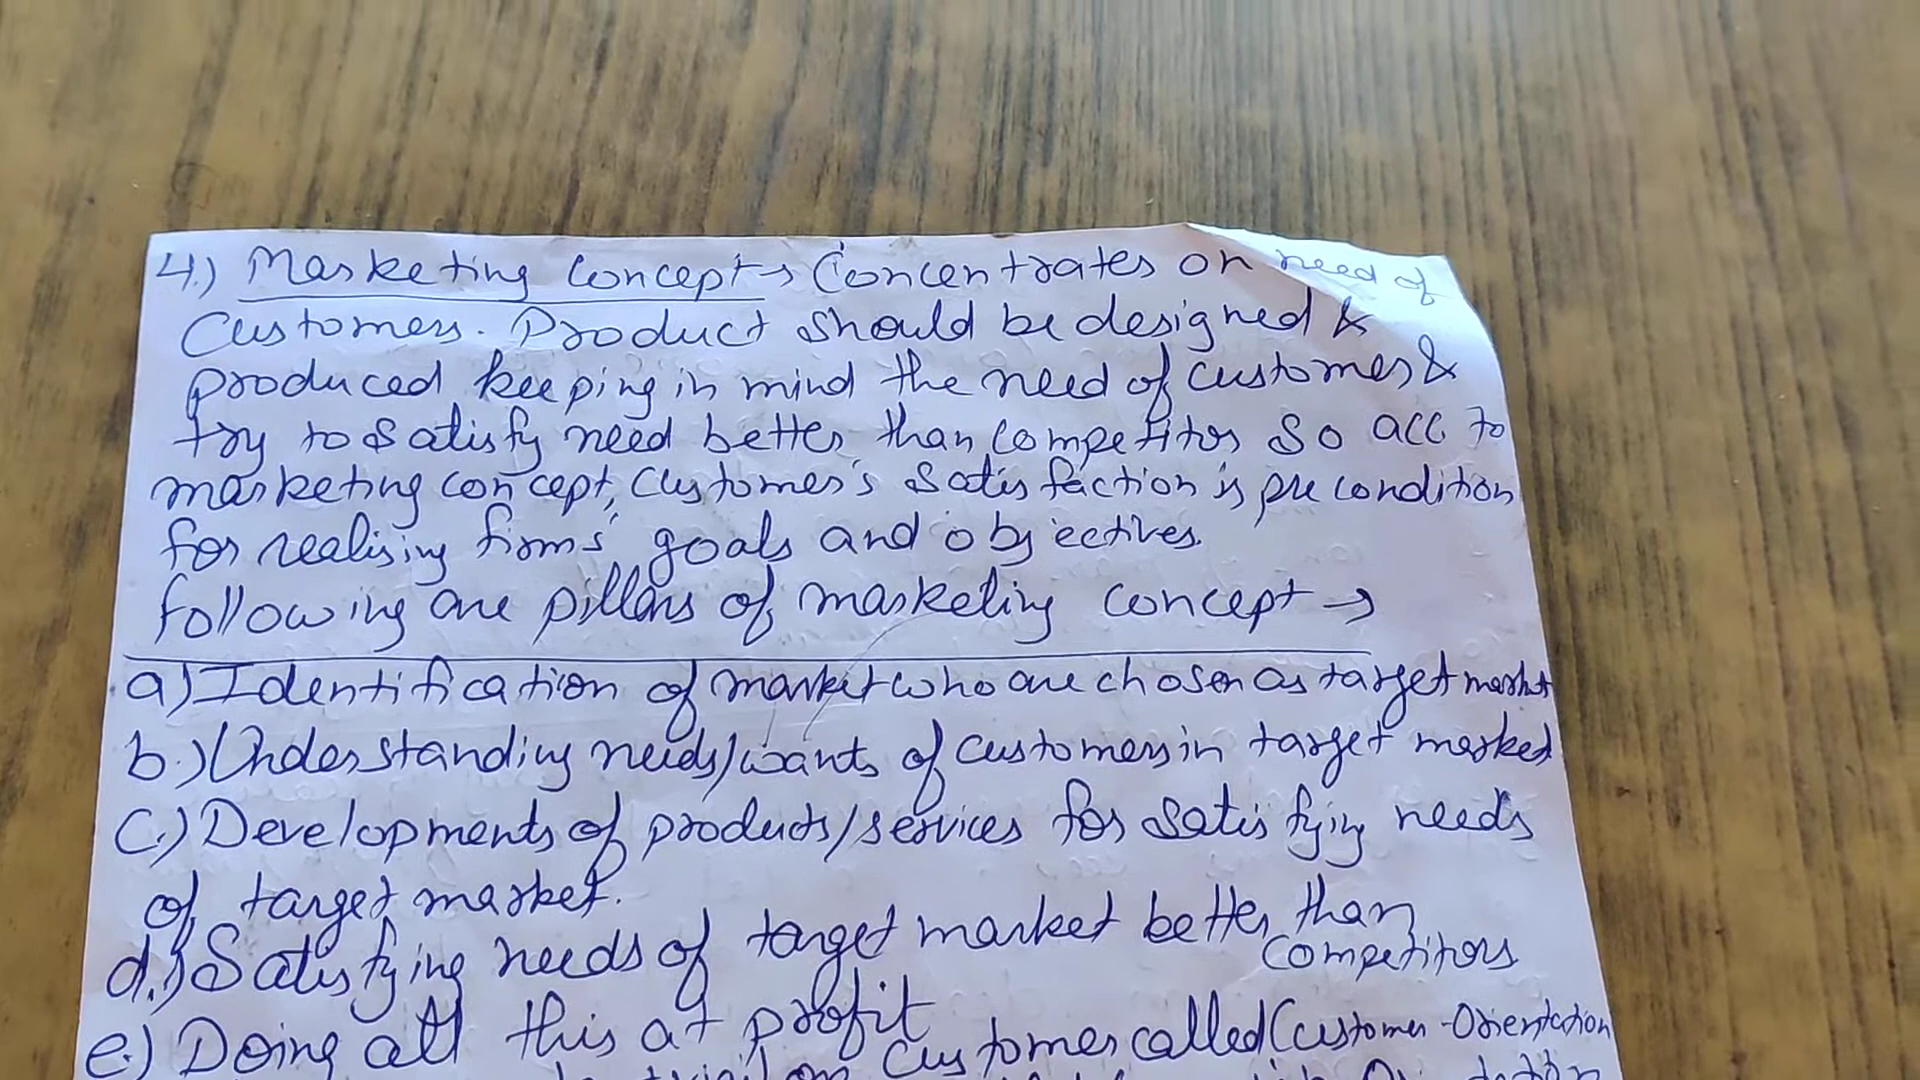 4.) Marketing Concept → Concentrates on need of
Customers. Product should be designed &
produced keeping in mind the need of customer &
try to satisfy need better than competitor so acc to
marketing concept, Customer's satisfaction is pre condition
for realising firm's goals and objectives.
following are pillars of marketing concept →
a) Identification of market who are chosen as target market
b.) Understanding needs/wants of customers in target market
C.) Developments of products/services for satisfying needs
of target market.
d.) Satisfying needs of target market better than
competitors
e.) Doing all this at profit
Customer called Customer-Orientation